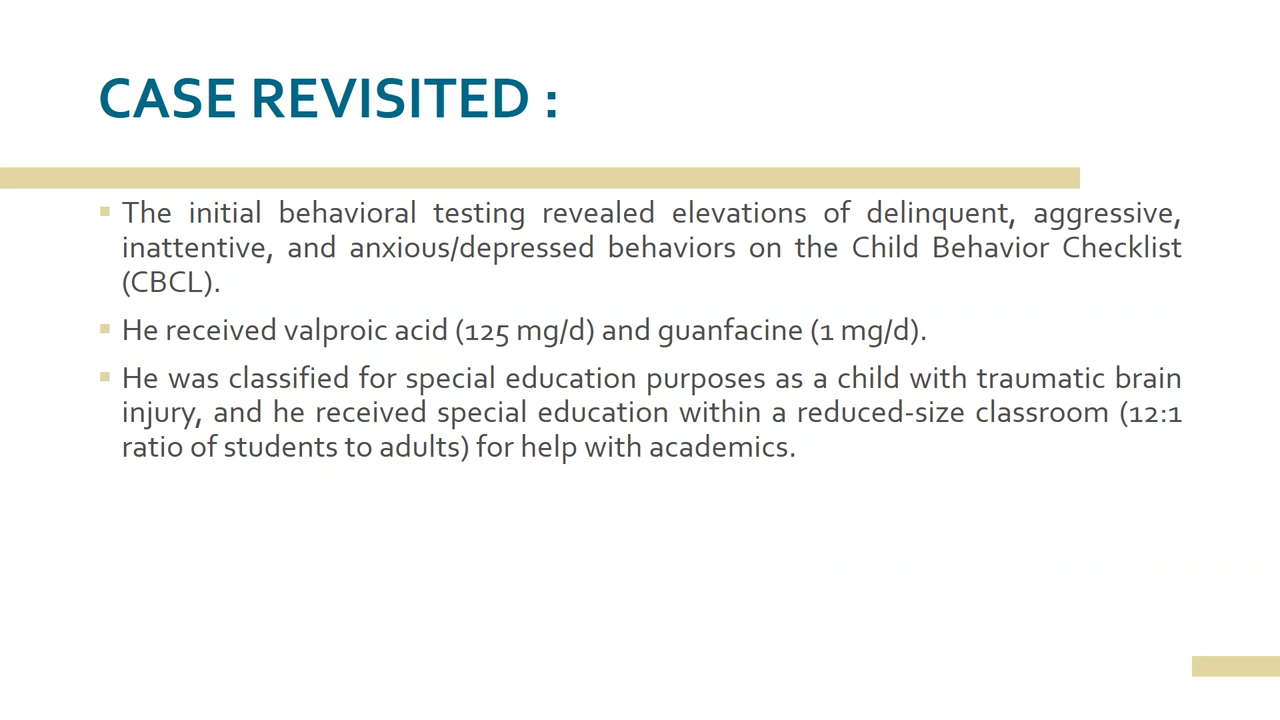 CASE REVISITED :
The initial behavioral testing revealed elevations of delinquent, aggressive,
inattentive, and anxious/depressed behaviors on the Child Behavior Checklist
(CBCL).
He received valproic acid (125 mg/d) and guanfacine (1 mg/d).
He was classified for special education purposes as a child with traumatic brain
injury, and he received special education within a reduced-size classroom (12:1
ratio of students to adults) for help with academics.